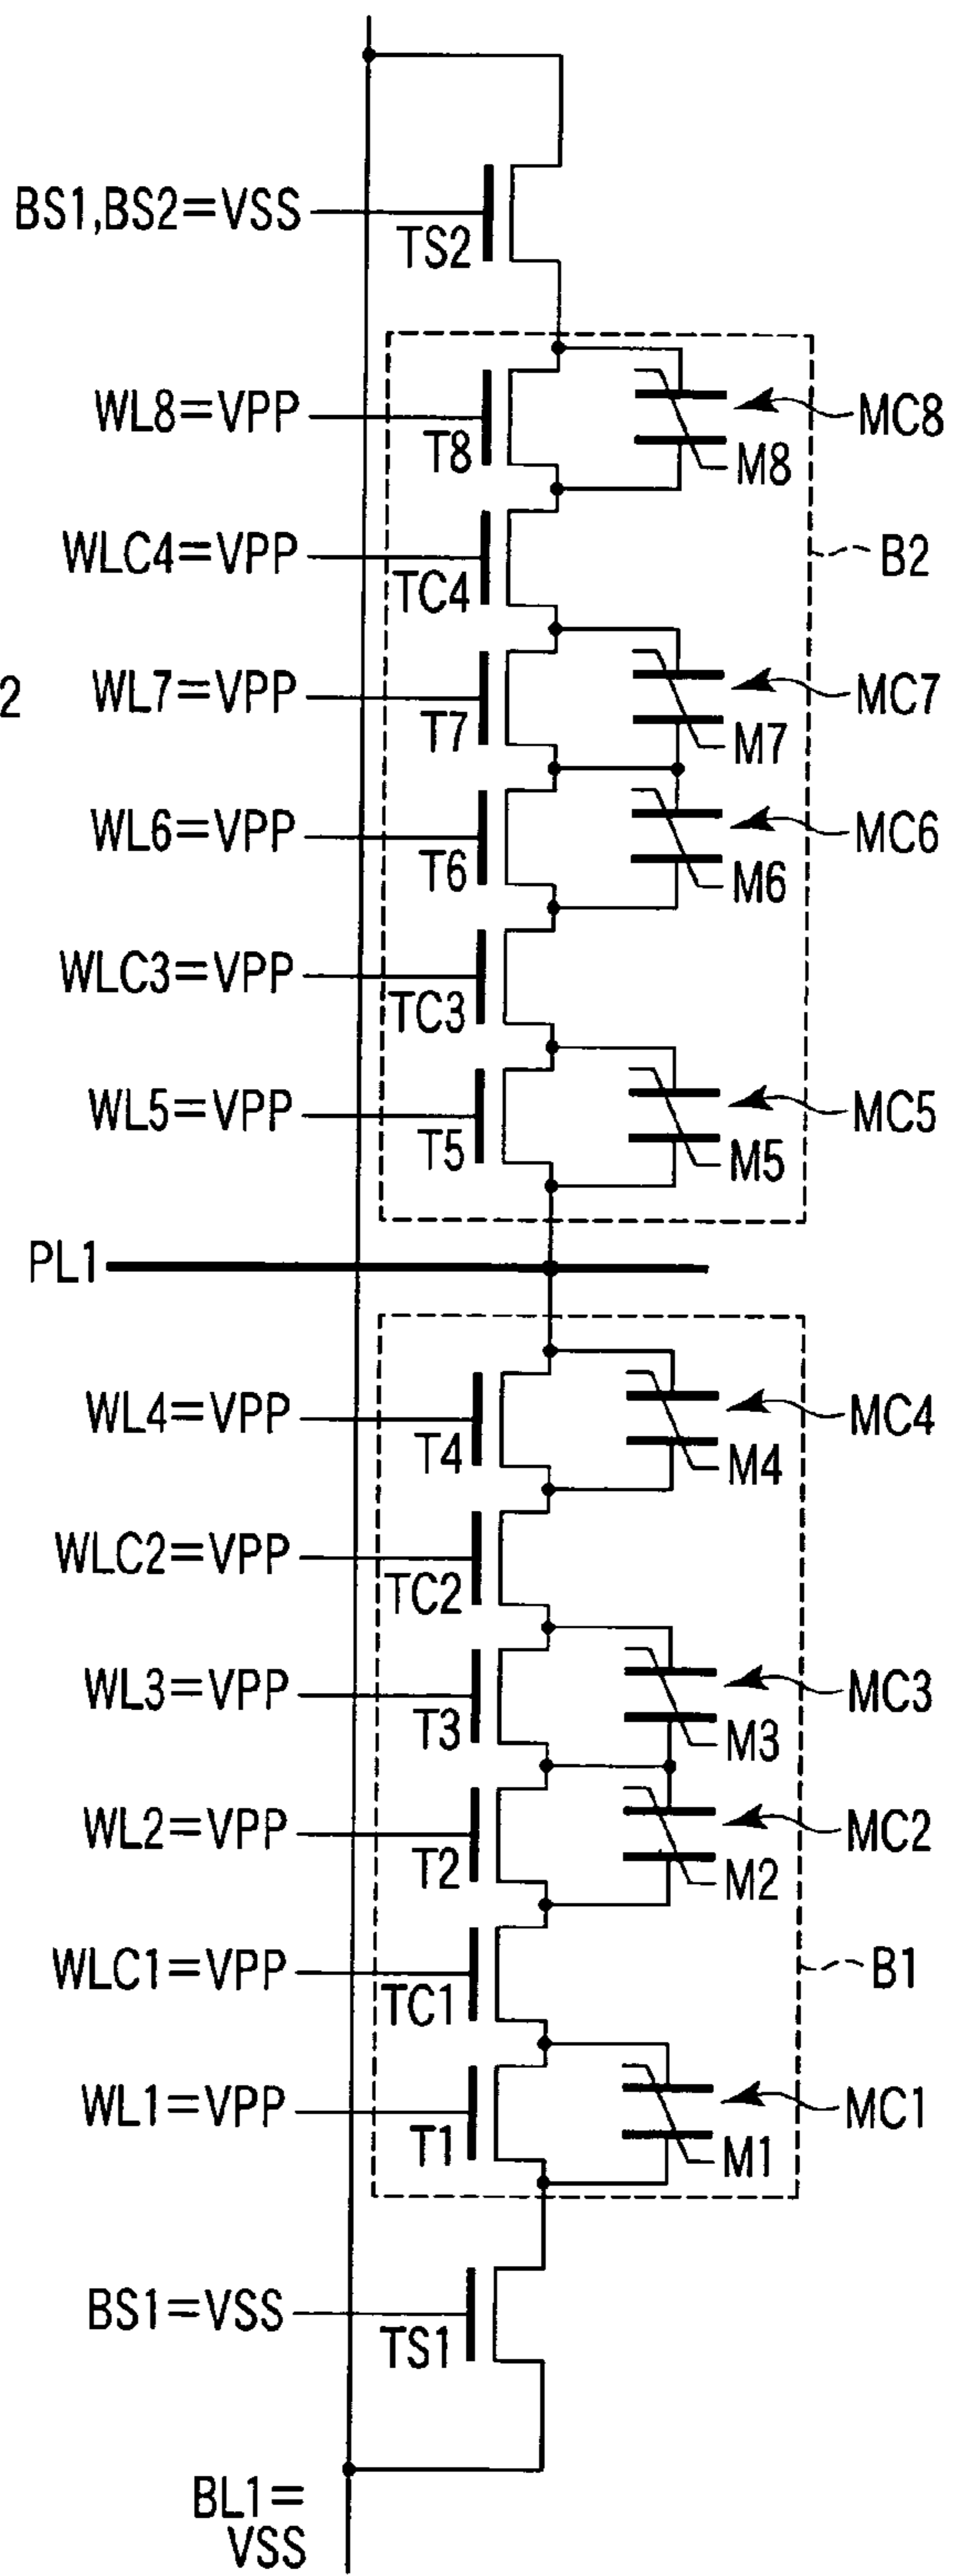 BS1,BS2=VSS
TS2
WL8=VPP
T8
M8
MC8
WLC4=VPP
TC4
B2
2
WL7=VPP
T7
M7
MC7
WL6=VPP
T6
M6
MC6
WLC3=VPP
TC3
WL5=VPP
T5
M5
MC5
PL1
WL4=VPP
T4
M4
MC4
WLC2=VPP
TC2
WL3=VPP
T3
M3
MC3
WL2=VPP
T2
M2
MC2
WLC1=VPP
TC1
B1
WL1=VPP
T1
M1
MC1
BS1=VSS
TS1
BL1=
VSS